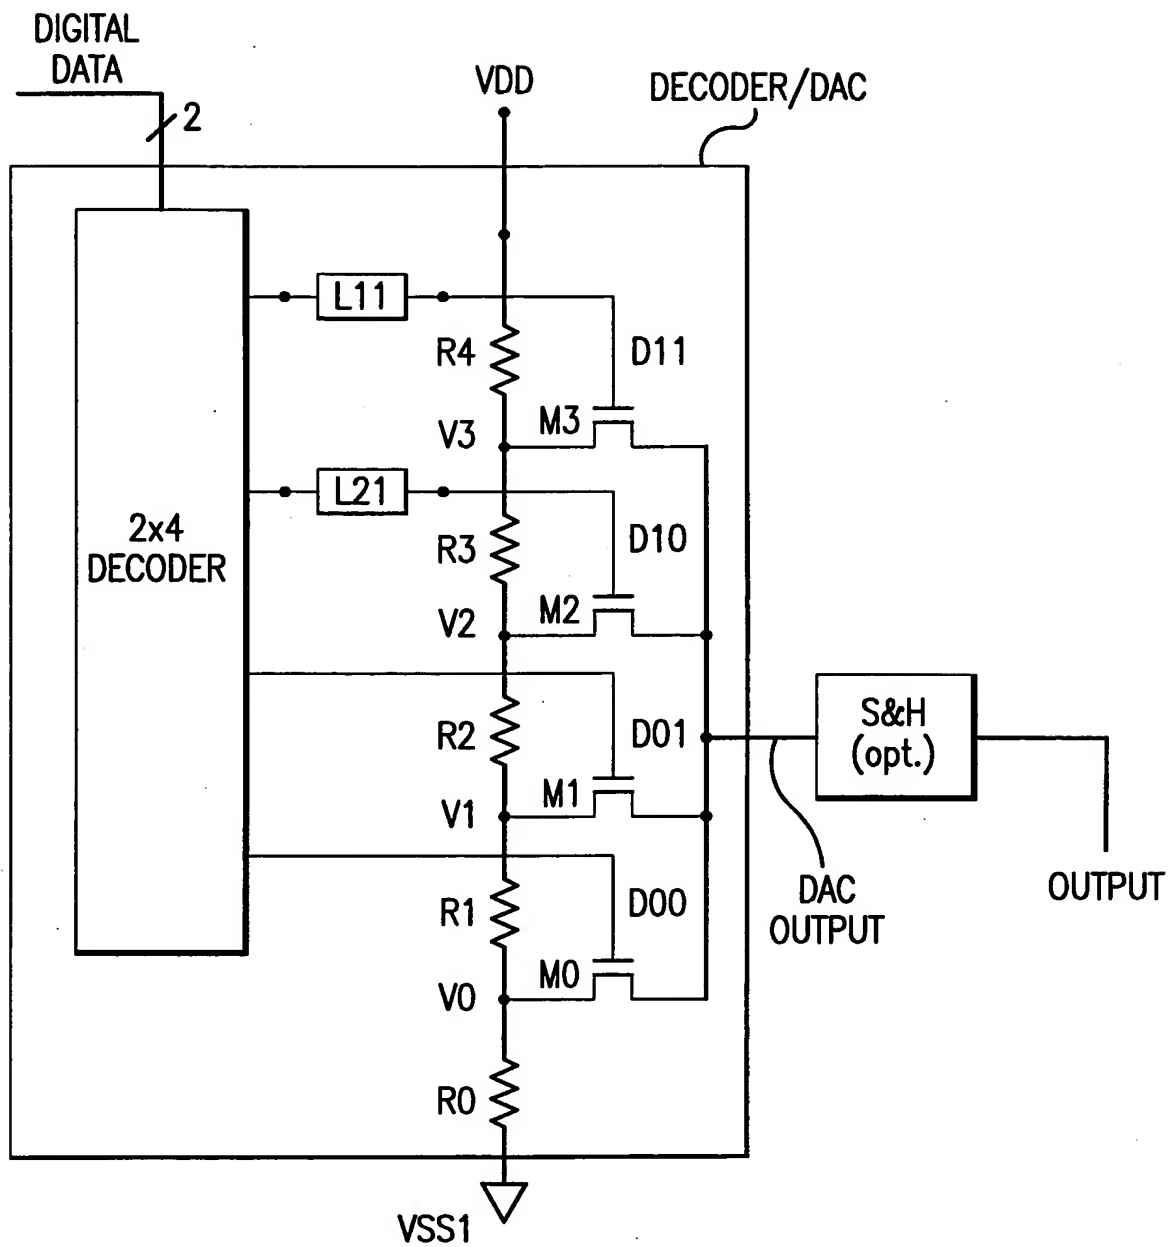 DIGITAL
DATA
2
VDD
DECODER/DAC
L11
R4
D11
M3
V3
L21
2x4
DECODER
R3
D10
M2
V2
R2
D01
S&H
(opt.)
M1
V1
DAC
OUTPUT
OUTPUT
R1
D00
M0
V0
R0
VSS1